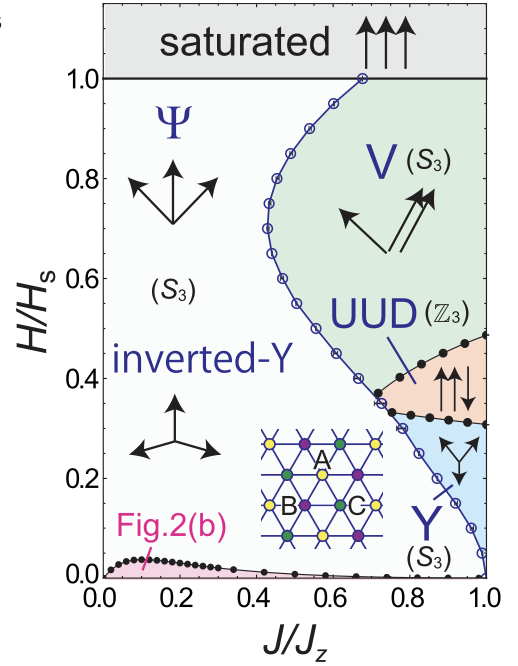 s
saturated
1.0
Ψ
V (S₃)
0.8
(S₃)
0.6
UUD (ℤ₃)
inverted-Y
0.4
A
B C
0.2
Y
Fig.2(b)
(S₃)
0.0
0.0 0.2 0.4 0.6 0.8 1.0
H/Hₛ
J/J_z